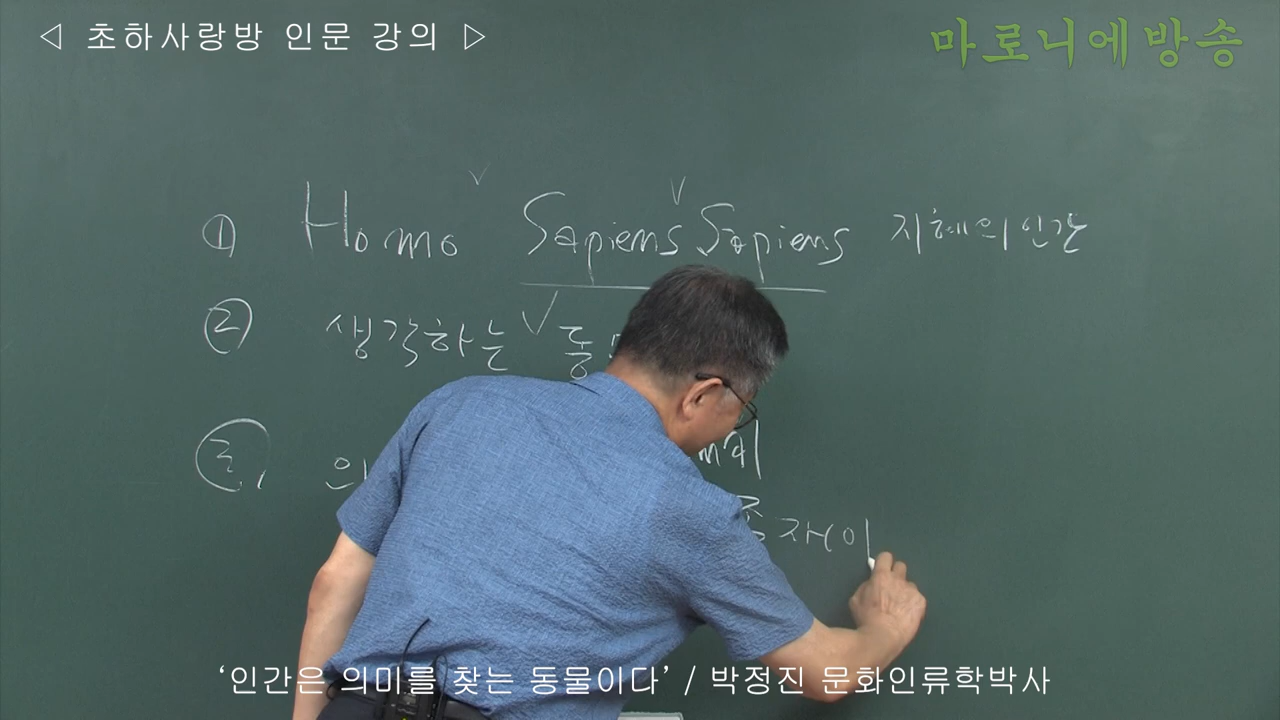 ◁ 초하사랑방 인문 강의 ▷
마로니에방송
① Homo Sapiens Sapiens 지혜의 인간
② 생각하는
③
‘인간은 의미를 찾는 동물이다’ / 박정진 문화인류학박사